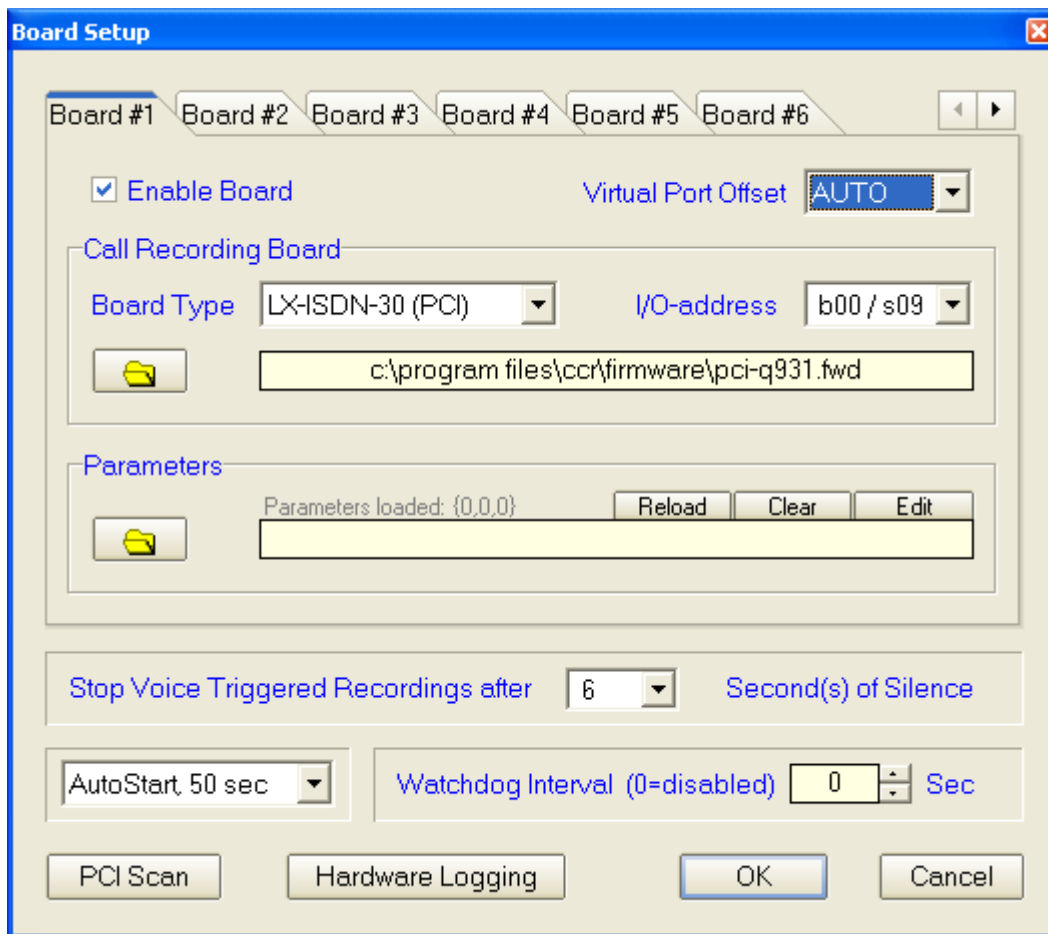 Board Setup
Board #1 Board #2 Board #3 Board #4 Board #5 Board #6
Enable Board Virtual Port Offset AUTO
Call Recording Board
Board Type LX-ISDN-30 (PCI) I/O-address b00 / s09
c:\program files\ccr\firmware\pci-q931.fwd
Parameters
Parameters loaded: {0,0,0} Reload Clear Edit
Stop Voice Triggered Recordings after 6 Second(s) of Silence
AutoStart, 50 sec Watchdog Interval (0=disabled) 0 Sec
PCI Scan Hardware Logging OK Cancel